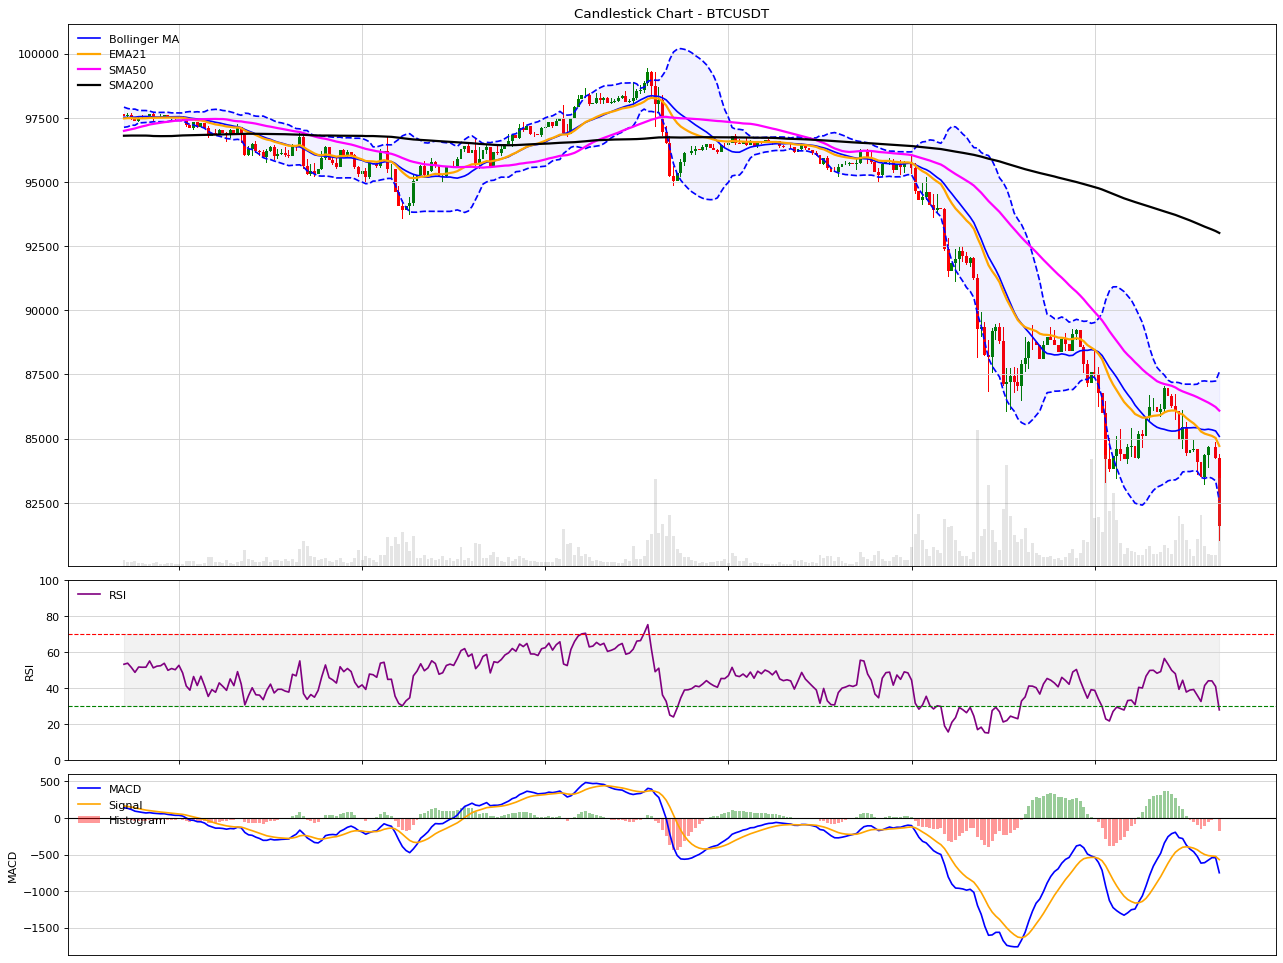 Candlestick Chart - BTCUSDT
Bollinger MA
EMA21
SMA50
SMA200
100000
97500
95000
92500
90000
87500
85000
82500
RSI
100
80
60
40
20
0
RSI
MACD
Signal
Histogram
500
0
−500
−1000
−1500
MACD